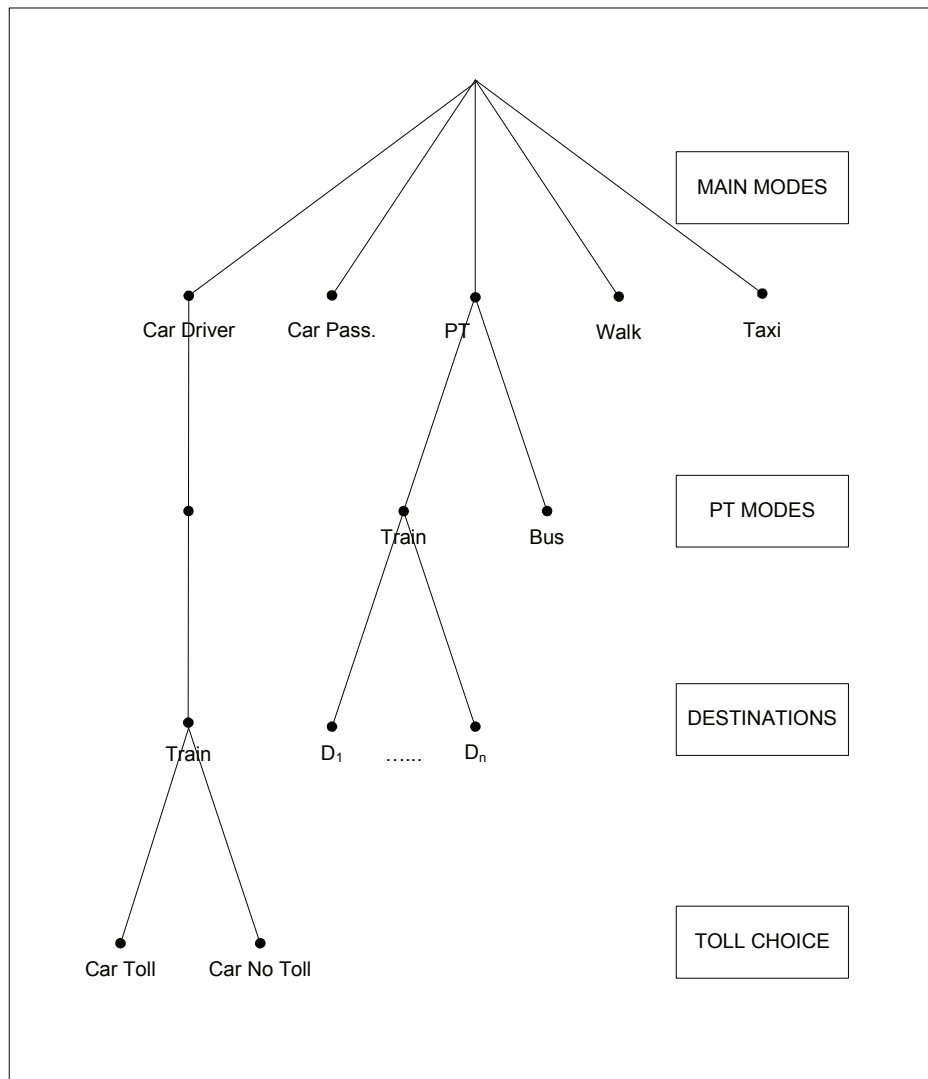 MAIN MODES
Car Driver
Car Pass.
PT
Walk
Taxi
PT MODES
Train
Bus
DESTINATIONS
Train
D₁
......
Dₙ
TOLL CHOICE
Car Toll
Car No Toll